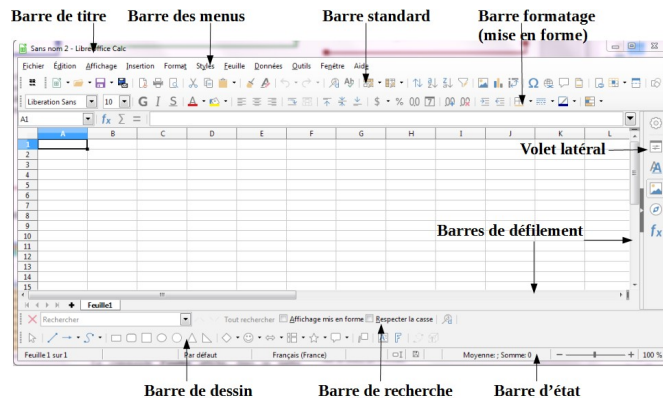 Barre de titre Barre des menus Barre standard Barre formatage
(mise en forme)
Sans nom 2 - LibreOffice Calc
Fichier Édition Affichage Insertion Format Styles Feuille Données Outils Fenêtre Aide
Liberation Sans 10 G I S A $ % 0.0
A1 fx Σ =
A B C D E F G H I J K L
1
2 Volet latéral
3
4
5
6
7
8
9 Barres de défilement
10
11
12
13
14
15
Feuille1
Rechercher Tout rechercher Affichage mis en forme Respecter la casse
Feuille 1 sur 1 Par défaut Français (France) Moyenne: ; Somme: 0 100 %
Barre de dessin Barre de recherche Barre d'état